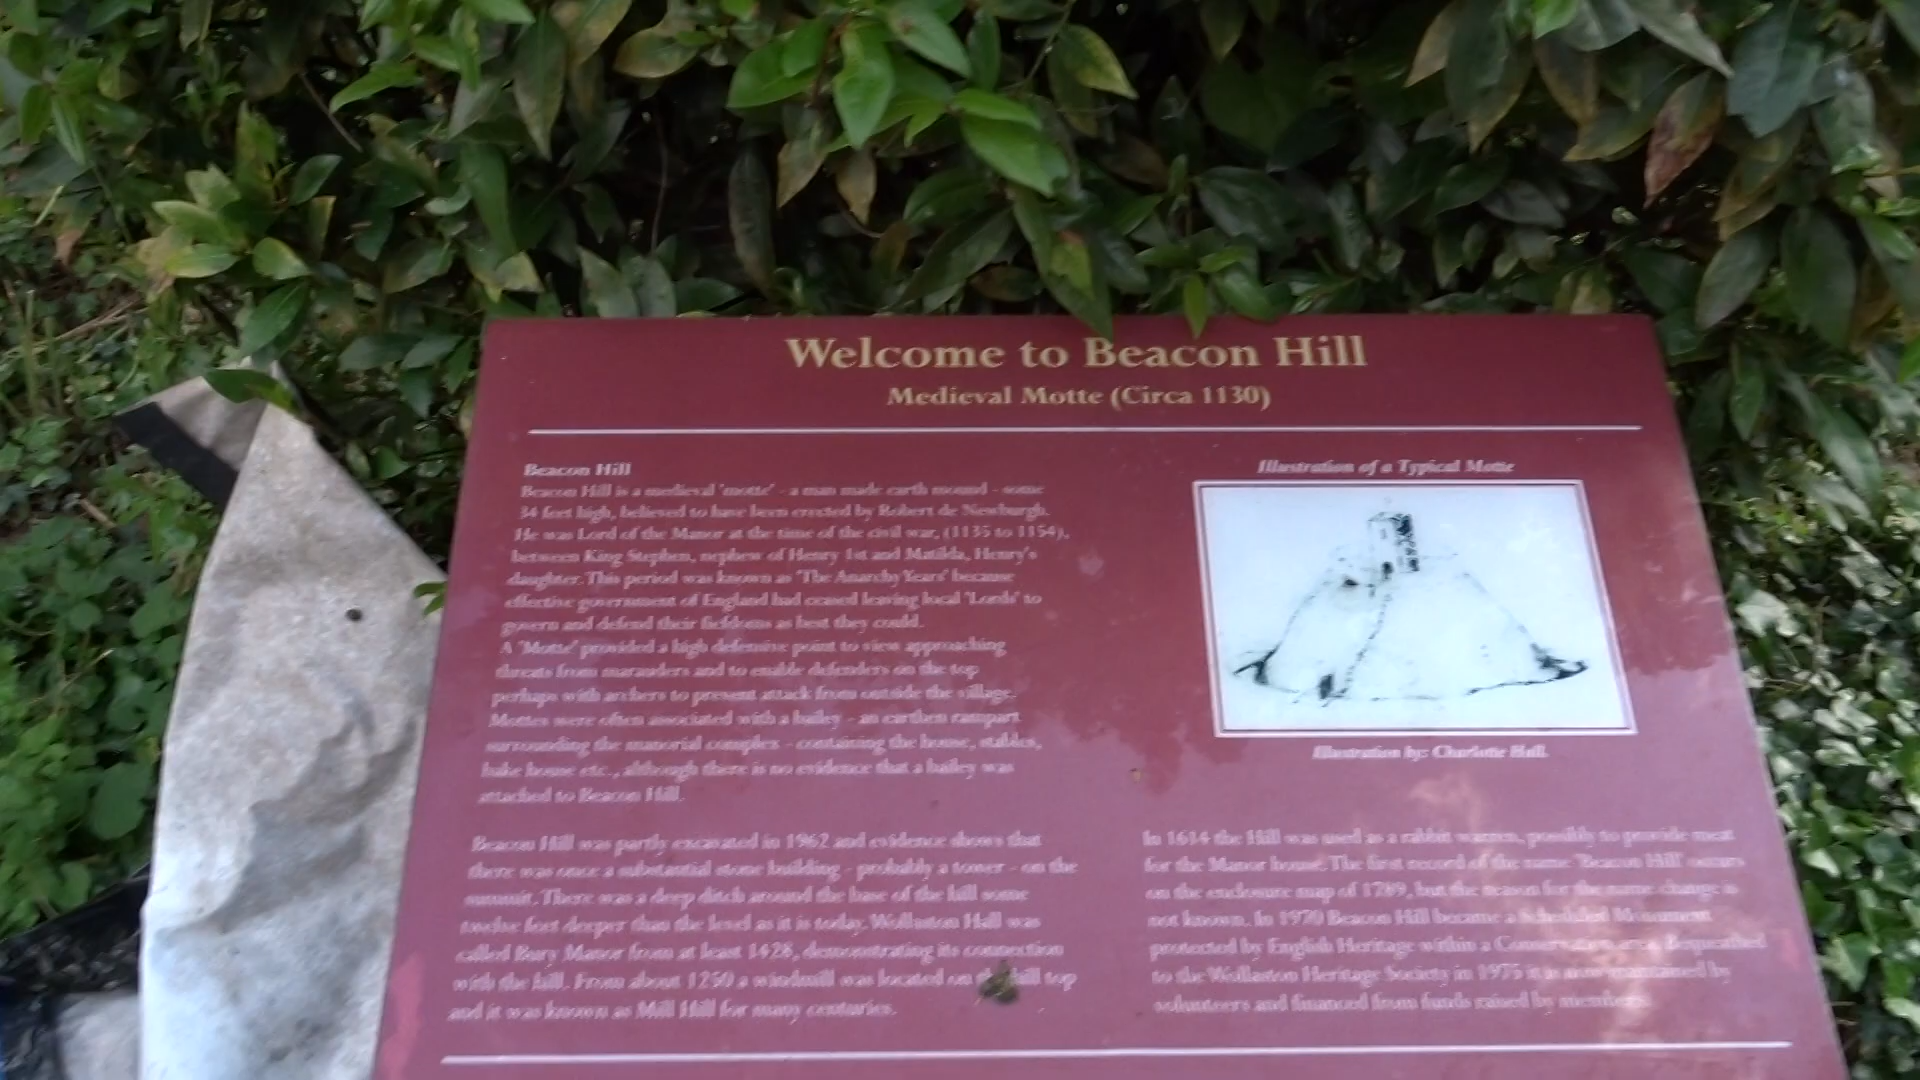 Welcome to Beacon Hill
Medieval Motte (Circa 1130)
Beacon Hill
Beacon Hill is a medieval 'motte' - a man made earth mound - some
34 feet high, believed to have been erected by Robert de Newburgh.
He was Lord of the Manor at the time of the civil war, (1135 to 1154),
between King Stephen, nephew of Henry 1st and Matilda, Henry's
daughter. This period was known as 'The Anarchy Years' because
effective government of England had ceased leaving local 'Lords' to
govern and defend their fiefdoms as best they could.
A 'Motte' provided a high defensive point to view approaching
threats from marauders and to enable defenders on the top
perhaps with archers to prevent attack from outside the village.
Mottes were often associated with a bailey - an earthen rampart
surrounding the manorial complex - containing the house, stables,
bake house etc., although there is no evidence that a bailey was
attached to Beacon Hill.
Illustration of a Typical Motte
Illustration by: Charlotte Hall.
Beacon Hill was partly excavated in 1962 and evidence shows that
there was once a substantial stone building - probably a tower - on the
summit. There was a deep ditch around the base of the hill some
twelve feet deeper than the level as it is today. Wollaston Hall was
called Bury Manor from at least 1428, demonstrating its connection
with the hill. From about 1250 a windmill was located on the hill top
and it was known as Mill Hill for many centuries.
In 1614 the Hill was used as a rabbit warren, possibly to provide meat
for the Manor house. The first record of the name 'Beacon Hill' occurs
on the enclosure map of 1789, but the reason for the name change is
not known. In 1970 Beacon Hill became a Scheduled Monument
protected by English Heritage within a Conservation area. Bequeathed
to the Wollaston Heritage Society in 1975 it is now maintained by
volunteers and financed from funds raised by members.